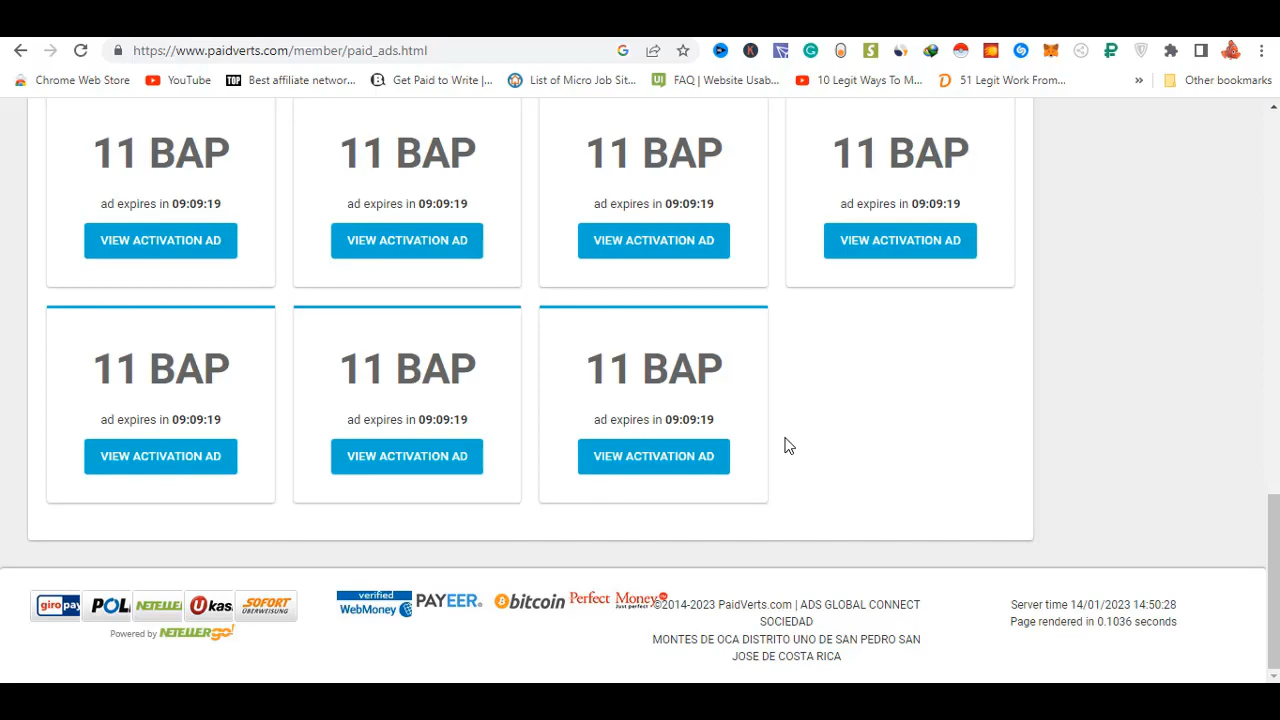 https://www.paidverts.com/member/paid_ads.html
Chrome Web Store YouTube TOP Best affiliate networ... Get Paid to Write |... List of Micro Job Sit... UI FAQ | Website Usab... 10 Legit Ways To M... 51 Legit Work From... » Other bookmarks
11 BAP 11 BAP 11 BAP 11 BAP
ad expires in 09:09:19 ad expires in 09:09:19 ad expires in 09:09:19 ad expires in 09:09:19
VIEW ACTIVATION AD VIEW ACTIVATION AD VIEW ACTIVATION AD VIEW ACTIVATION AD
11 BAP 11 BAP 11 BAP
ad expires in 09:09:19 ad expires in 09:09:19 ad expires in 09:09:19
VIEW ACTIVATION AD VIEW ACTIVATION AD VIEW ACTIVATION AD
giropay POL NETELLER Ukas SOFORT ÜBERWEISUNG
Powered by NETELLERgo!
verified WebMoney PAYEER bitcoin Perfect Money Just perfect
©2014-2023 PaidVerts.com | ADS GLOBAL CONNECT
SOCIEDAD
MONTES DE OCA DISTRITO UNO DE SAN PEDRO SAN
JOSE DE COSTA RICA
Server time 14/01/2023 14:50:28
Page rendered in 0.1036 seconds